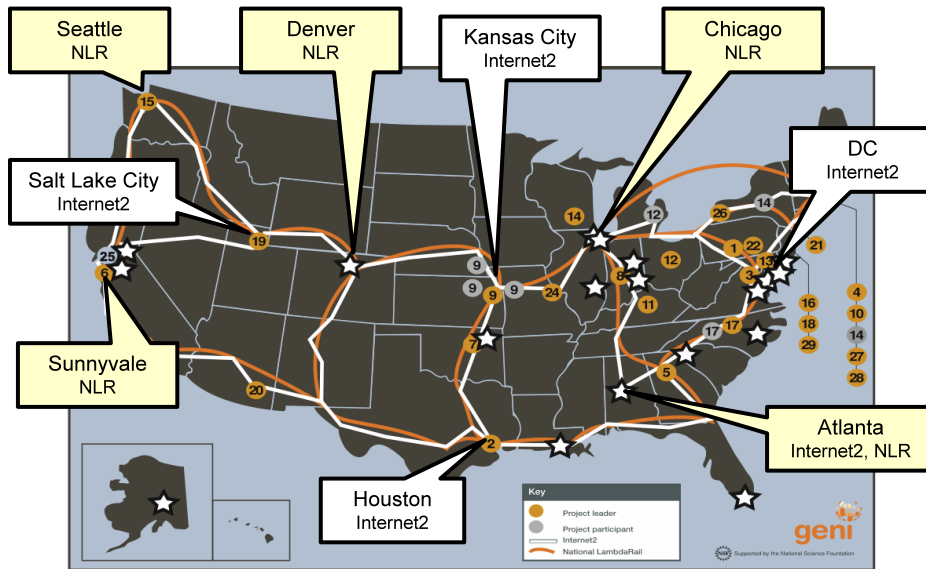 Seattle
NLR
Denver
NLR
Kansas City
Internet2
Chicago
NLR
DC
Internet2
Salt Lake City
Internet2
Sunnyvale
NLR
Houston
Internet2
Atlanta
Internet2, NLR
15
19
25
6
20
9
9
9
9
24
7
2
14
12
26
14
1
22
21
13
3
8
12
11
17
17
5
16
18
29
4
10
14
27
28
Key
Project leader
Project participant
Internet2
National LambdaRail
geni
NSF
Supported by the National Science Foundation